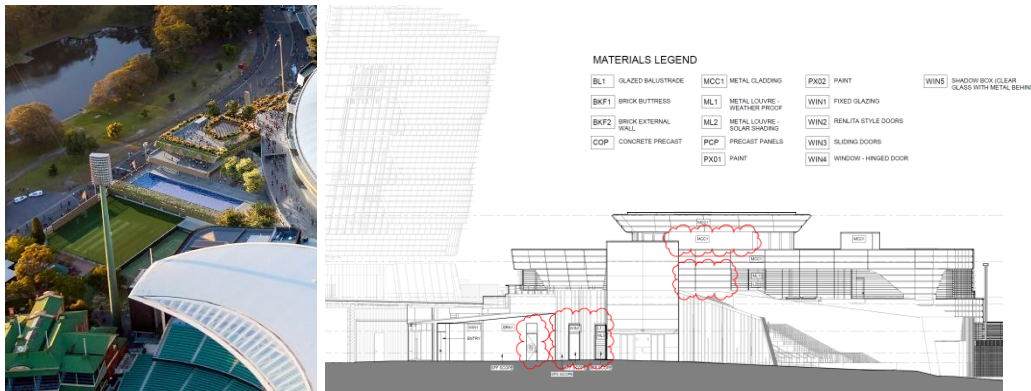 MATERIALS LEGEND
BL1 GLAZED BALUSTRADE
BKF1 BRICK BUTTRESS
BKF2 BRICK EXTERNAL
WALL
COP CONCRETE PRECAST
MCC1 METAL CLADDING
ML1 METAL LOUVRE -
WEATHER PROOF
ML2 METAL LOUVRE -
SOLAR SHADING
PCP PRECAST PANELS
PX01 PAINT
PX02 PAINT
WIN1 FIXED GLAZING
WIN2 RENLITA STYLE DOORS
WIN3 SLIDING DOORS
WIN4 WINDOW - HINGED DOOR
WIN5 SHADOW BOX (CLEAR
GLASS WITH METAL BEHIN
MCC1
MCC1
MCC1
ENTRY